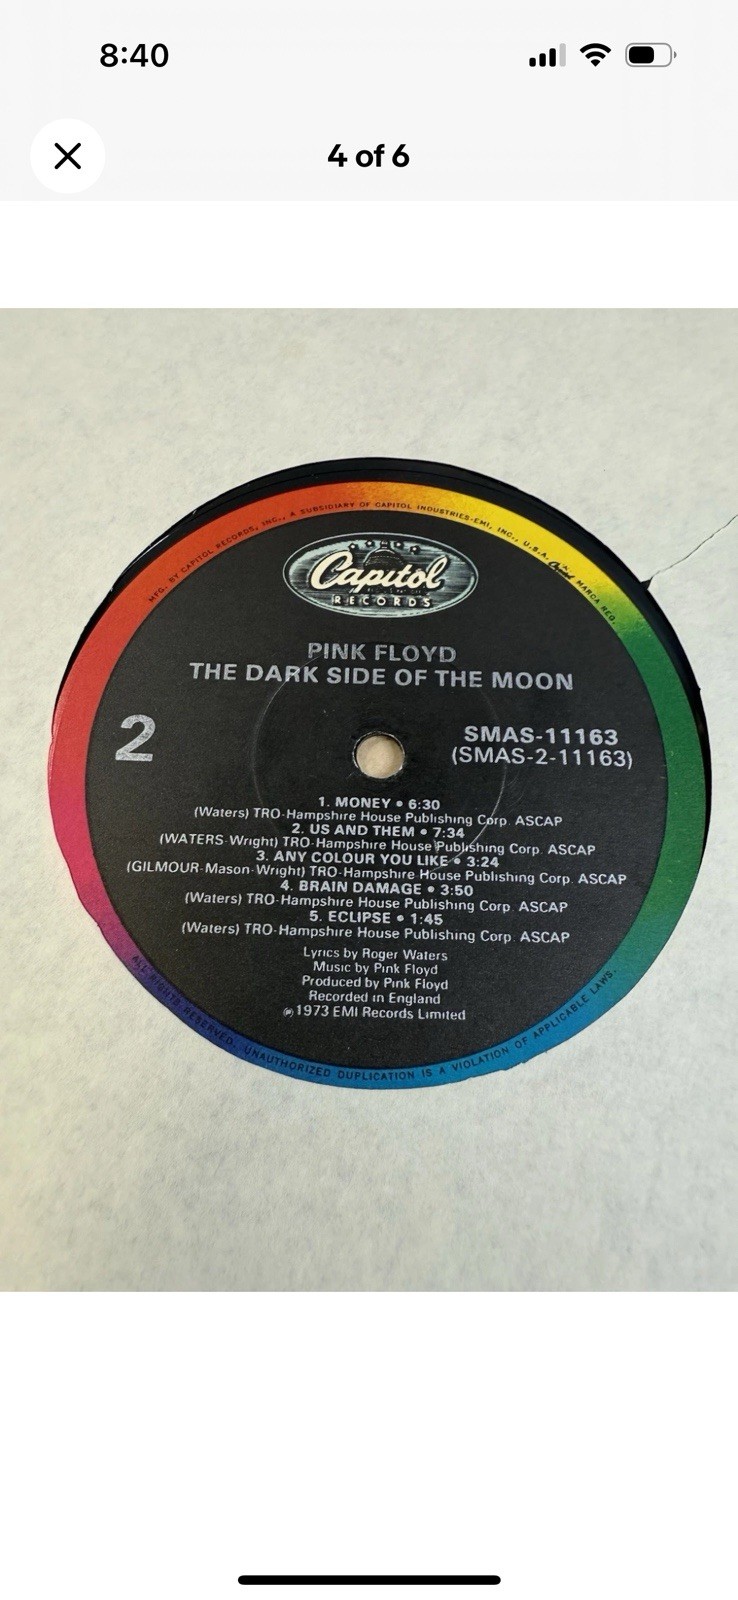 8:40
4 of 6
MFG. BY CAPITOL RECORDS, INC., A SUBSIDIARY OF CAPITOL INDUSTRIES-EMI, INC., U.S.A. Capitol MARCA REG.
Capitol
RECORDS
PINK FLOYD
THE DARK SIDE OF THE MOON
2
SMAS-11163
(SMAS-2-11163)
1. MONEY • 6:30
(Waters) TRO-Hampshire House Publishing Corp. ASCAP
2. US AND THEM • 7:34
(WATERS-Wright) TRO-Hampshire House Publishing Corp. ASCAP
3. ANY COLOUR YOU LIKE • 3:24
(GILMOUR-Mason-Wright) TRO-Hampshire House Publishing Corp. ASCAP
4. BRAIN DAMAGE • 3:50
(Waters) TRO-Hampshire House Publishing Corp. ASCAP
5. ECLIPSE • 1:45
(Waters) TRO-Hampshire House Publishing Corp. ASCAP
Lyrics by Roger Waters
Music by Pink Floyd
Produced by Pink Floyd
Recorded in England
℗1973 EMI Records Limited
ALL RIGHTS RESERVED. UNAUTHORIZED DUPLICATION IS A VIOLATION OF APPLICABLE LAWS.